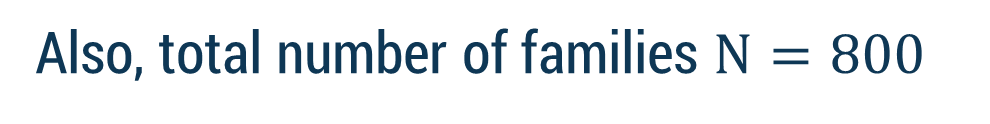 Also, total number of families N = 800